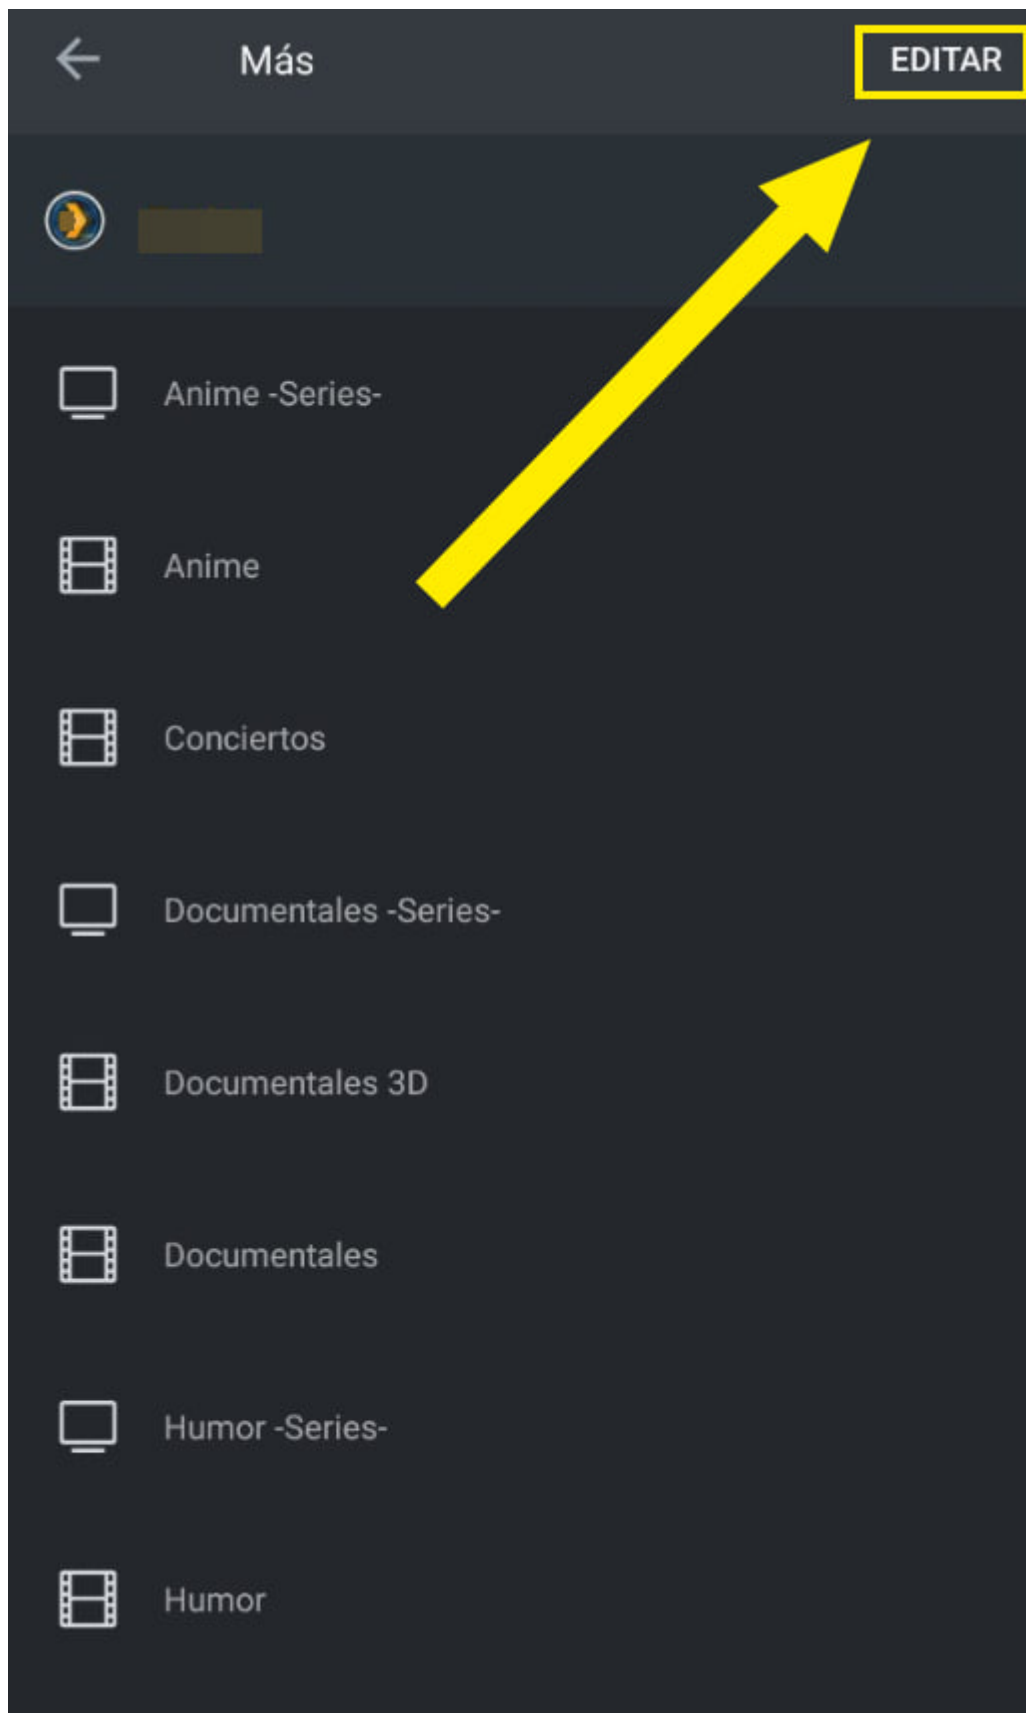 Más
EDITAR
Anime -Series-
Anime
Conciertos
Documentales -Series-
Documentales 3D
Documentales
Humor -Series-
Humor